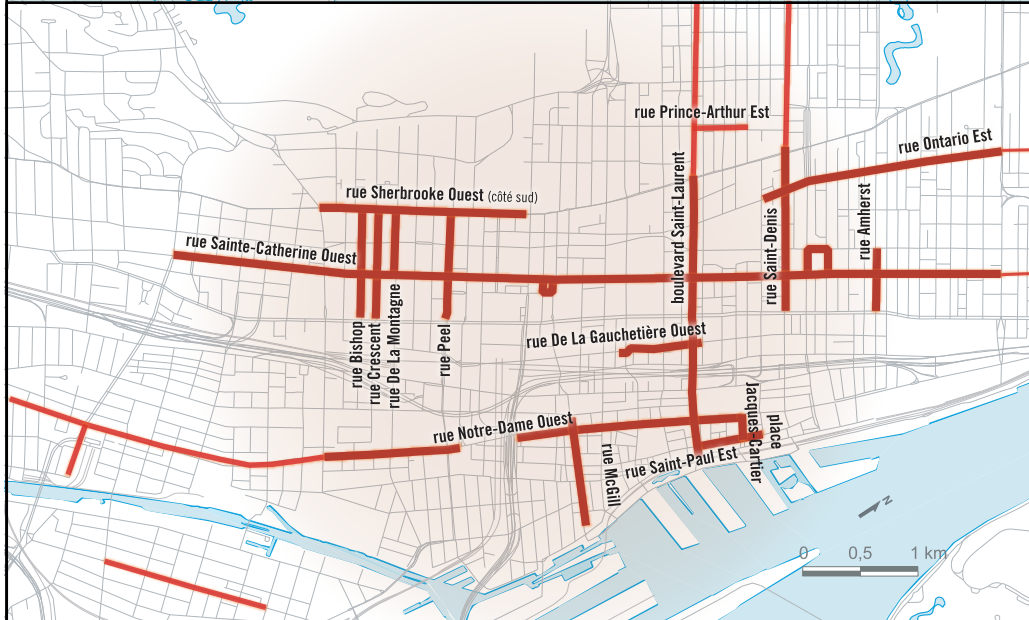 rue Prince-Arthur Est
rue Ontario Est
rue Sherbrooke Ouest (côté sud)
boulevard Saint-Laurent
rue Saint-Denis
rue Amherst
rue Sainte-Catherine Ouest
rue Bishop
rue Crescent
rue De La Montagne
rue Peel
rue De La Gauchetière Ouest
rue Notre-Dame Ouest
rue McGill
rue Saint-Paul Est
place
Jacques-Cartier
N
0 0,5 1 km